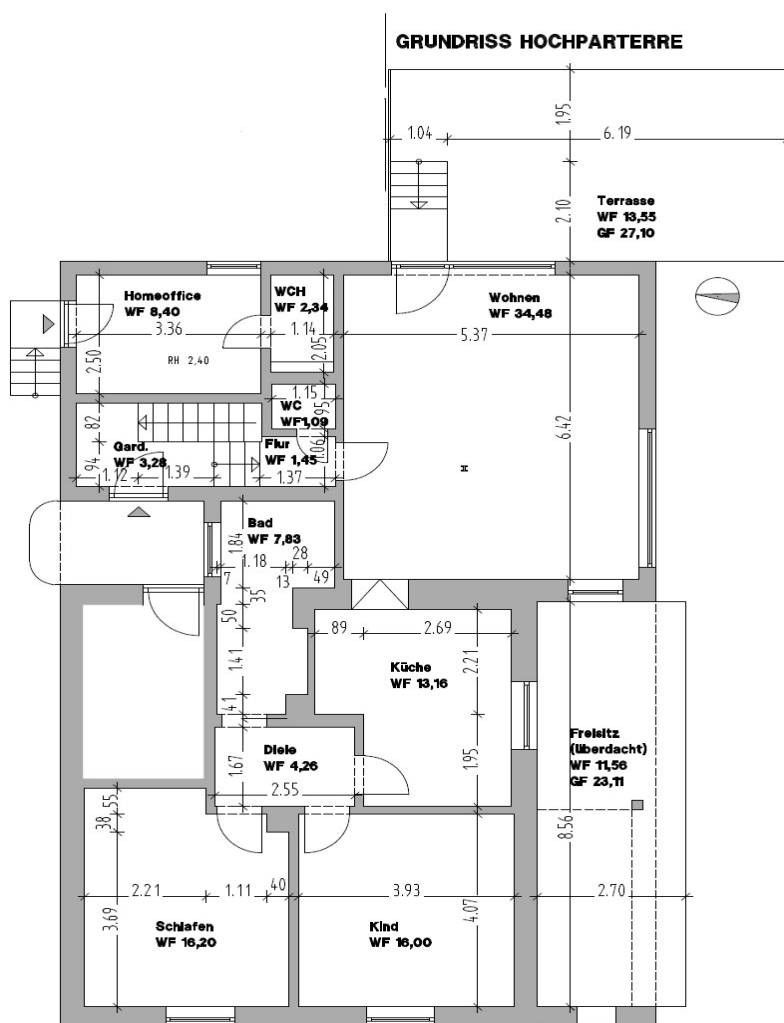 GRUNDRISS HOCHPARTERRE
1.95
1.04
6.19
2.10
Terrasse
WF 13,55
GF 27,10
Homeoffice
WF 8,40
3.36
RH 2,40
2.50
WCH
WF 2,34
1.14
2.05
Wohnen
WF 34,48
5.37
6.42
1.15
WC
WF1,09
95
82
Gard.
WF 3,28
94
1.12
1.39
Flur
WF 1,45
1.06
1.37
Bad
WF 7,83
1.84
1.18
28
7
13
49
35
50
1.41
41
89
2.69
Küche
WF 13,16
2.21
1.95
Diele
WF 4,26
1.67
2.55
Freisitz
(überdacht)
WF 11,56
GF 23,11
8.56
2.70
55
38
2.21
1.11
40
3.69
Schlafen
WF 16,20
3.93
4.07
Kind
WF 16,00